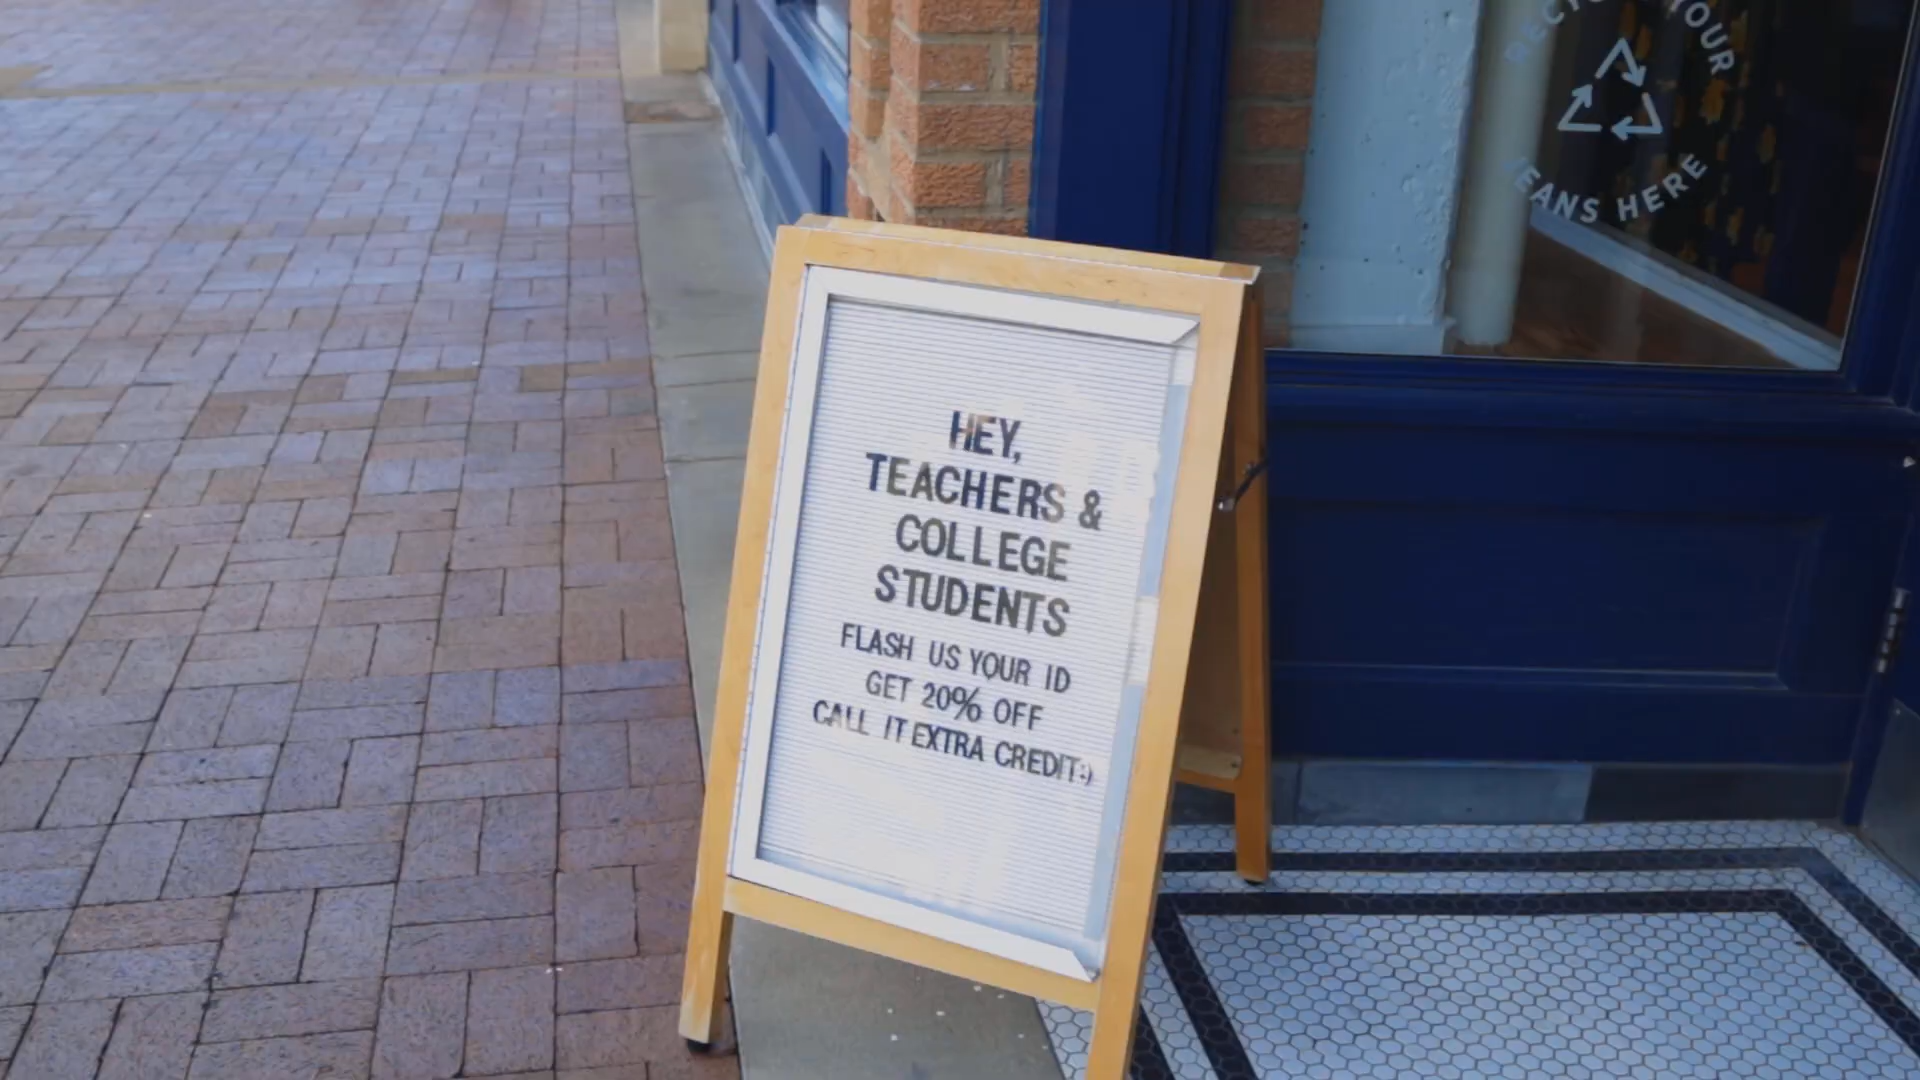 HEY,
TEACHERS &
COLLEGE
STUDENTS
FLASH US YOUR ID
GET 20% OFF
CALL IT EXTRA CREDIT:)
YOUR
JEANS HERE